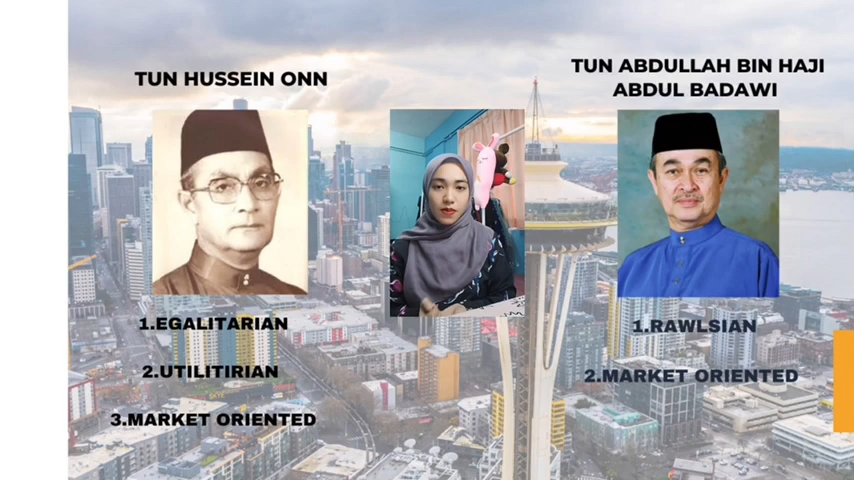 TUN HUSSEIN ONN
1.EGALITARIAN
2.UTILITIRIAN
3.MARKET ORIENTED
TUN ABDULLAH BIN HAJI
ABDUL BADAWI
1.RAWLSIAN
2.MARKET ORIENTED